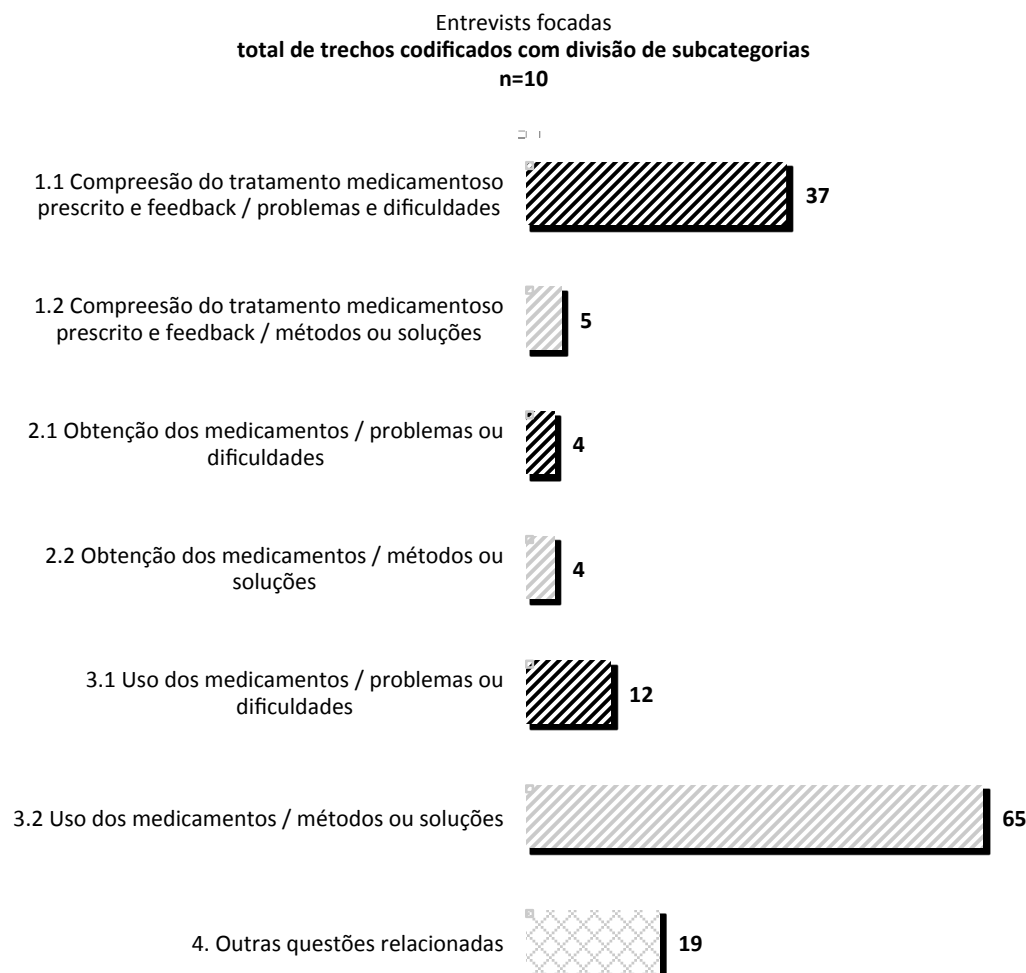 Entrevists focadas
total de trechos codificados com divisão de subcategorias
n=10
1.1 Compreesão do tratamento medicamentoso
prescrito e feedback / problemas e dificuldades
37
1.2 Compreesão do tratamento medicamentoso
prescrito e feedback / métodos ou soluções
5
2.1 Obtenção dos medicamentos / problemas ou
dificuldades
4
2.2 Obtenção dos medicamentos / métodos ou
soluções
4
3.1 Uso dos medicamentos / problemas ou
dificuldades
12
3.2 Uso dos medicamentos / métodos ou soluções
65
4. Outras questões relacionadas
19